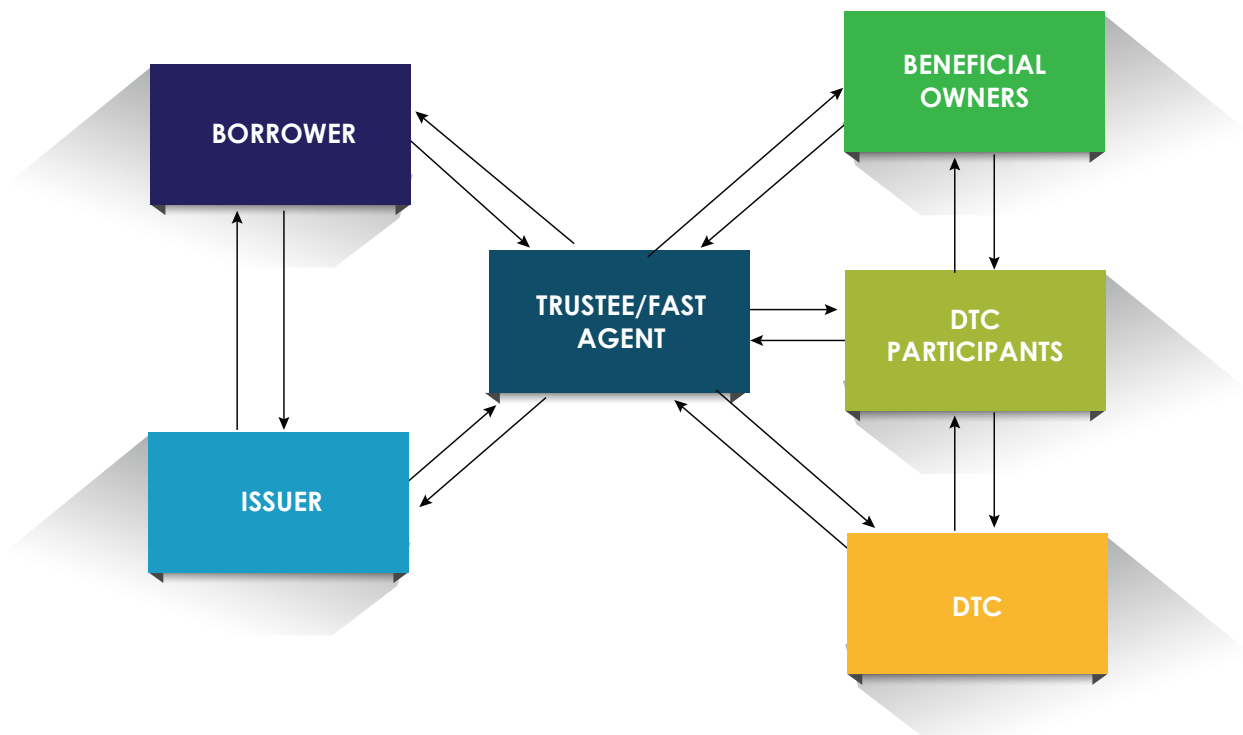 BORROWER
BENEFICIAL
OWNERS
TRUSTEE/FAST
AGENT
DTC
PARTICIPANTS
ISSUER
DTC